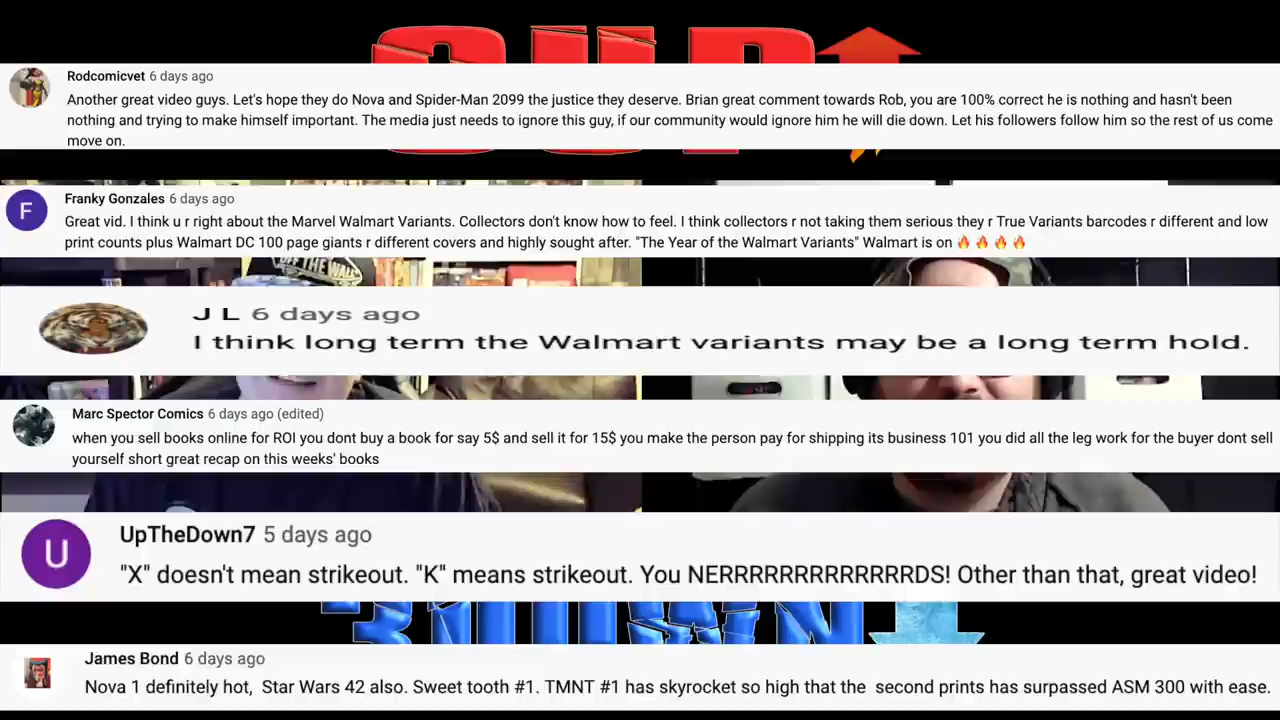 3UP
Rodcomicvet 6 days ago
Another great video guys. Let's hope they do Nova and Spider-Man 2099 the justice they deserve. Brian great comment towards Rob, you are 100% correct he is nothing and hasn't been
nothing and trying to make himself important. The media just needs to ignore this guy, if our community would ignore him he will die down. Let his followers follow him so the rest of us come
move on.
F
Franky Gonzales 6 days ago
Great vid. I think u r right about the Marvel Walmart Variants. Collectors don't know how to feel. I think collectors r not taking them serious they r True Variants barcodes r different and low
print counts plus Walmart DC 100 page giants r different covers and highly sought after. "The Year of the Walmart Variants" Walmart is on 🔥🔥🔥🔥
OFF THE WALL
J L 6 days ago
I think long term the Walmart variants may be a long term hold.
Marc Spector Comics 6 days ago (edited)
when you sell books online for ROI you dont buy a book for say 5$ and sell it for 15$ you make the person pay for shipping its business 101 you did all the leg work for the buyer dont sell
yourself short great recap on this weeks' books
U
UpTheDown7 5 days ago
"X" doesn't mean strikeout. "K" means strikeout. You NERRRRRRRRRRRRRDS! Other than that, great video!
3DOWN
James Bond 6 days ago
Nova 1 definitely hot, Star Wars 42 also. Sweet tooth #1. TMNT #1 has skyrocket so high that the second prints has surpassed ASM 300 with ease.